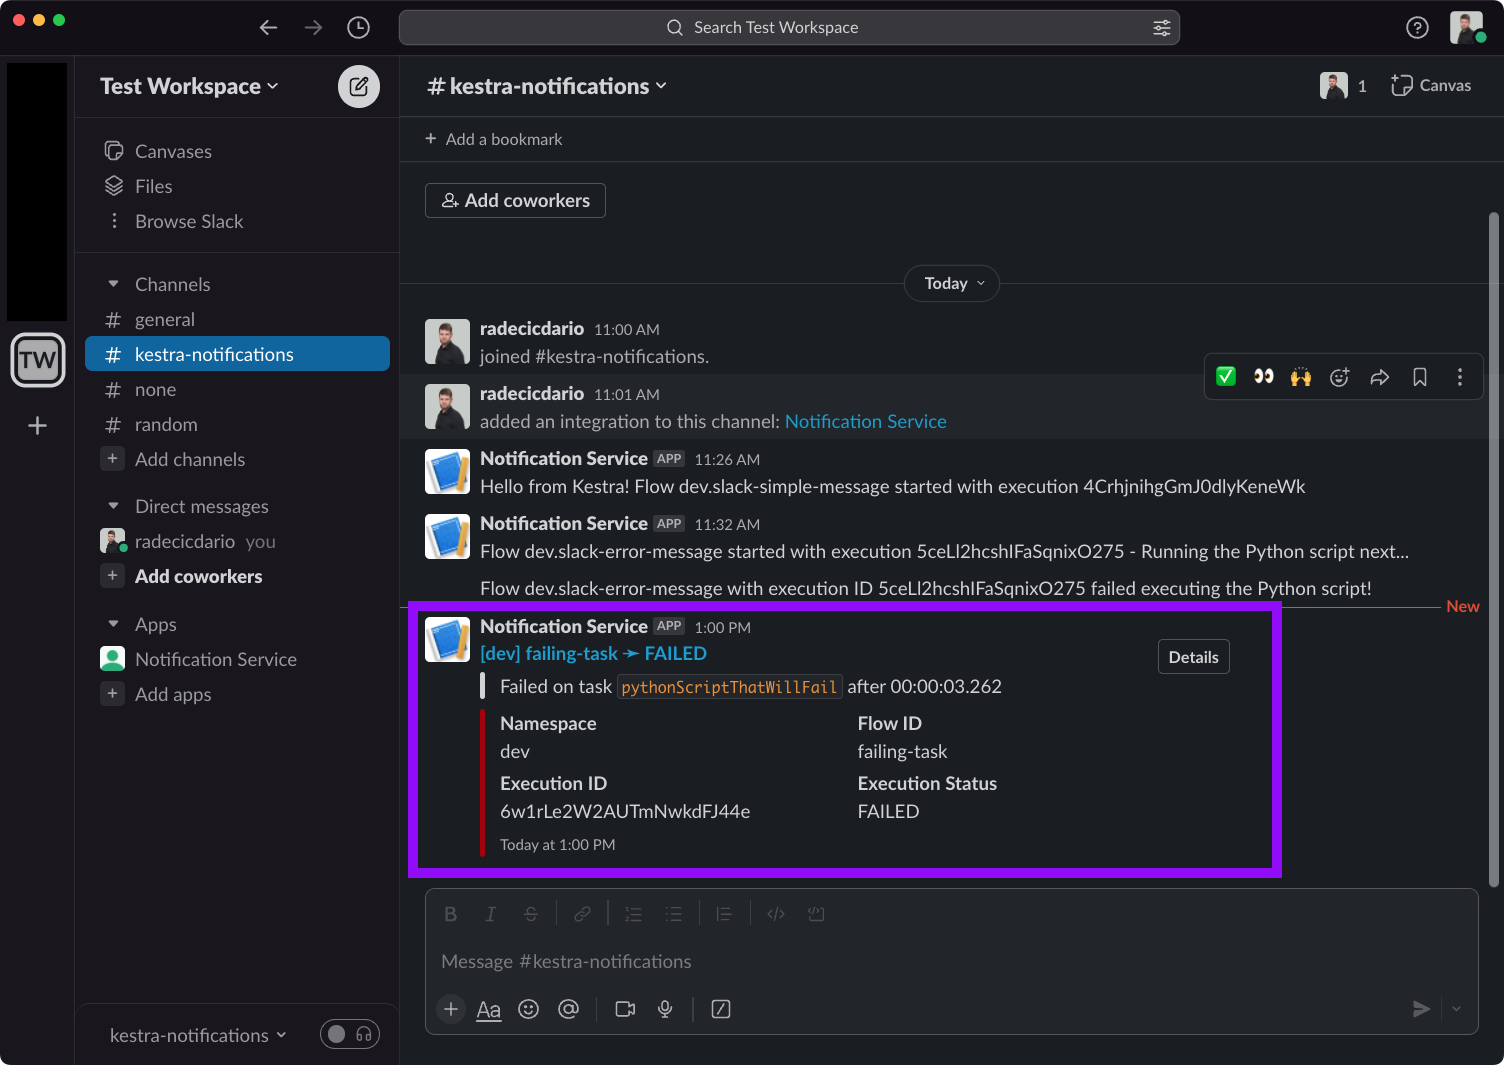 Search Test Workspace
Test Workspace
Canvases
Files
Browse Slack
Channels
# general
# kestra-notifications
# none
# random
+ Add channels
Direct messages
radecicdario you
+ Add coworkers
Apps
Notification Service
+ Add apps
kestra-notifications
TW
+
# kestra-notifications
1
Canvas
+ Add a bookmark
Add coworkers
Today
radecicdario 11:00 AM
joined #kestra-notifications.
radecicdario 11:01 AM
added an integration to this channel: Notification Service
Notification Service APP 11:26 AM
Hello from Kestra! Flow dev.slack-simple-message started with execution 4CrhjnihgGmJ0dlyKeneWk
Notification Service APP 11:32 AM
Flow dev.slack-error-message started with execution 5ceLl2hcshIFaSqnixO275 - Running the Python script next...
Flow dev.slack-error-message with execution ID 5ceLl2hcshIFaSqnixO275 failed executing the Python script!
New
Notification Service APP 1:00 PM
[dev] failing-task ➛ FAILED
Details
Failed on task pythonScriptThatWillFail after 00:00:03.262
Namespace
dev
Flow ID
failing-task
Execution ID
6w1rLe2W2AUTmNwkdFJ44e
Execution Status
FAILED
Today at 1:00 PM
B I S
Message #kestra-notifications
+ Aa @